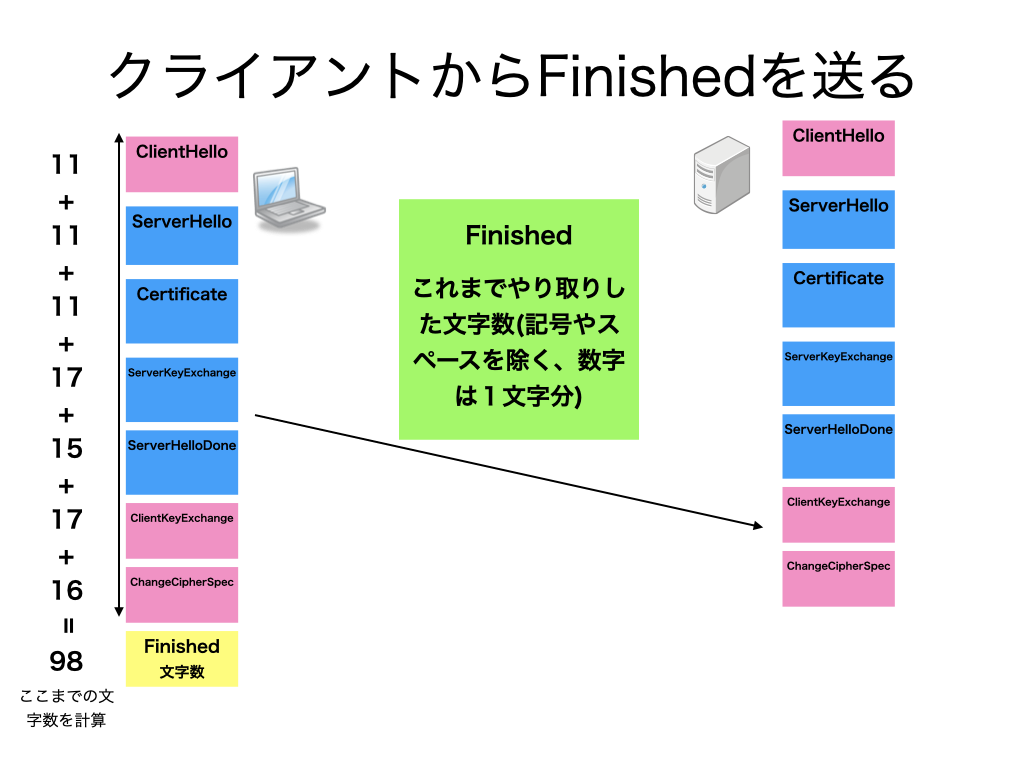 クライアントからFinishedを送る
11
+
11
+
11
+
17
+
15
+
17
+
16
=
98
ここまでの文
字数を計算
ClientHello
ServerHello
Certificate
ServerKeyExchange
ServerHelloDone
ClientKeyExchange
ChangeCipherSpec
Finished
文字数
Finished
これまでやり取りし
た文字数(記号やス
ペースを除く、数字
は１文字分)
ClientHello
ServerHello
Certificate
ServerKeyExchange
ServerHelloDone
ClientKeyExchange
ChangeCipherSpec